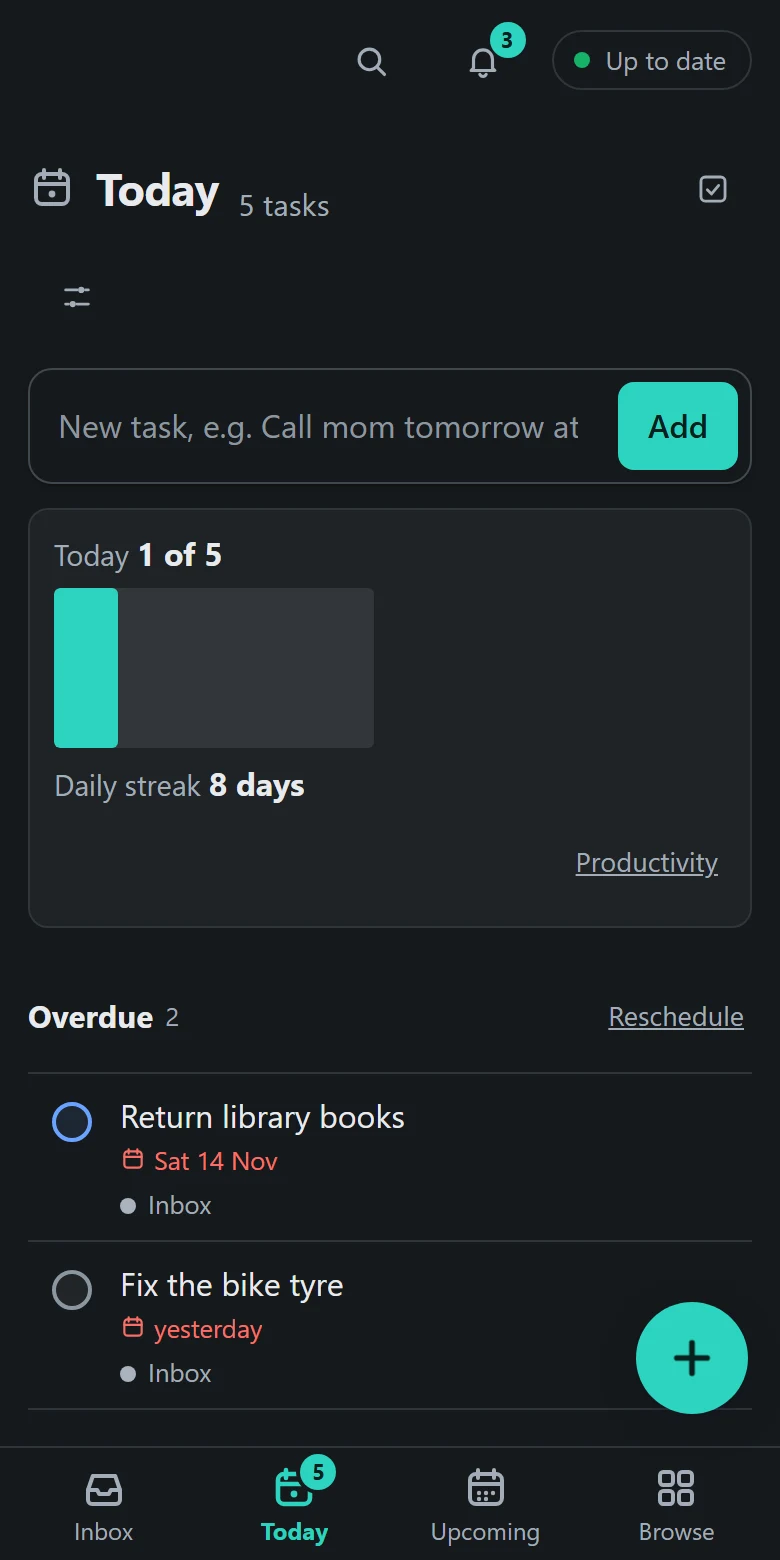 3
Up to date
Today 5 tasks
New task, e.g. Call mom tomorrow at
Add
Today 1 of 5
Daily streak 8 days
Productivity
Overdue 2
Reschedule
Return library books
Sat 14 Nov
Inbox
Fix the bike tyre
yesterday
Inbox
5
Inbox
Today
Upcoming
Browse